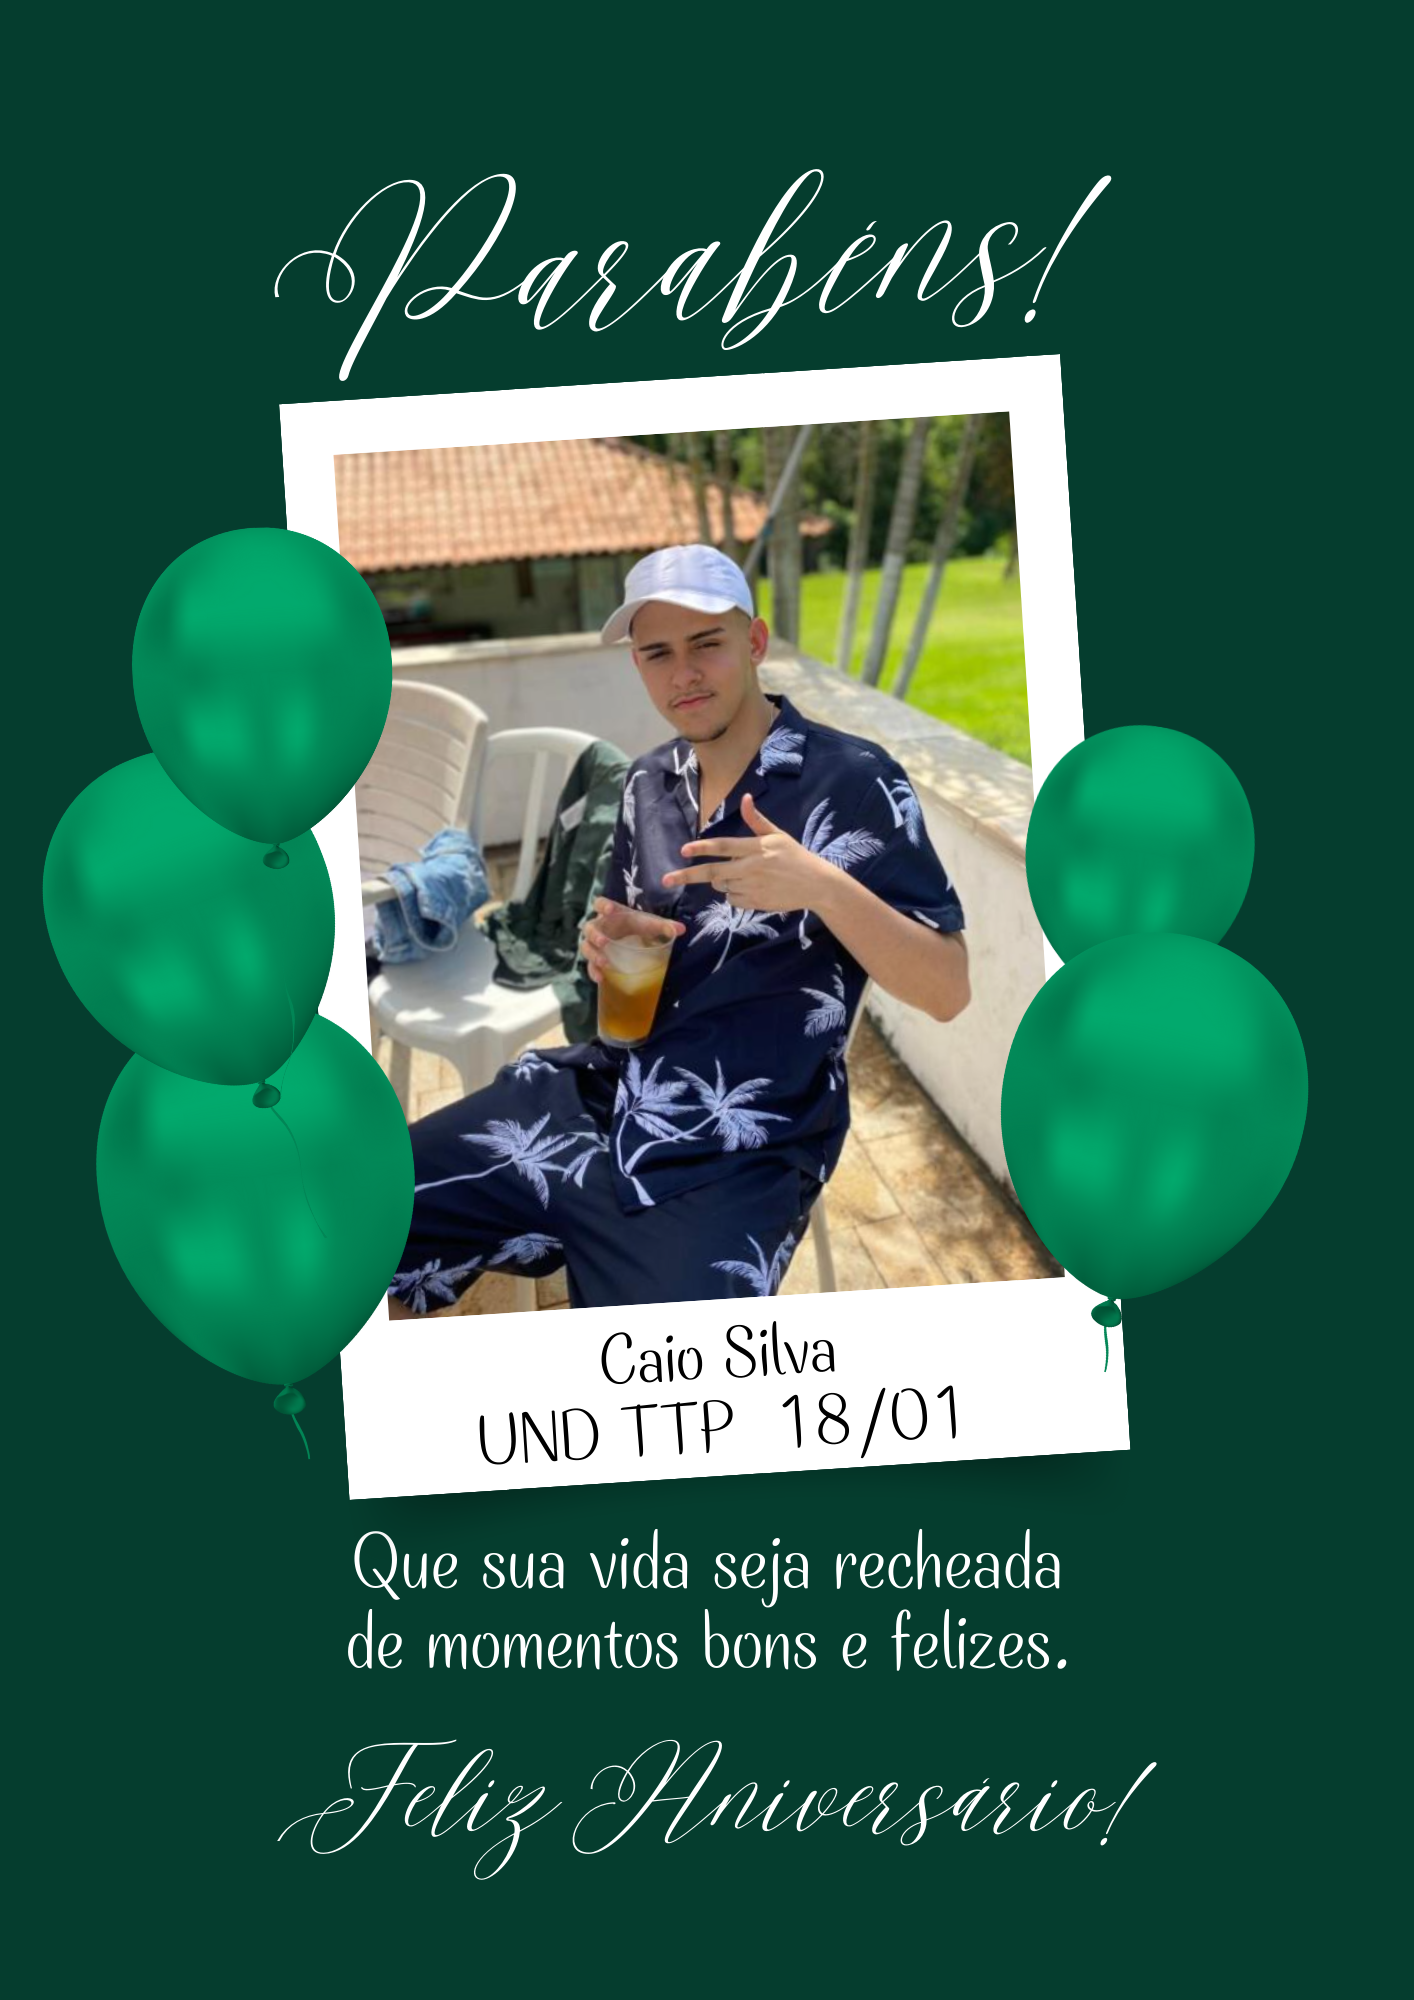 Parabéns!
Caio Silva
UND TTP 18/01
Que sua vida seja recheada
de momentos bons e felizes.
Feliz Aniversário!